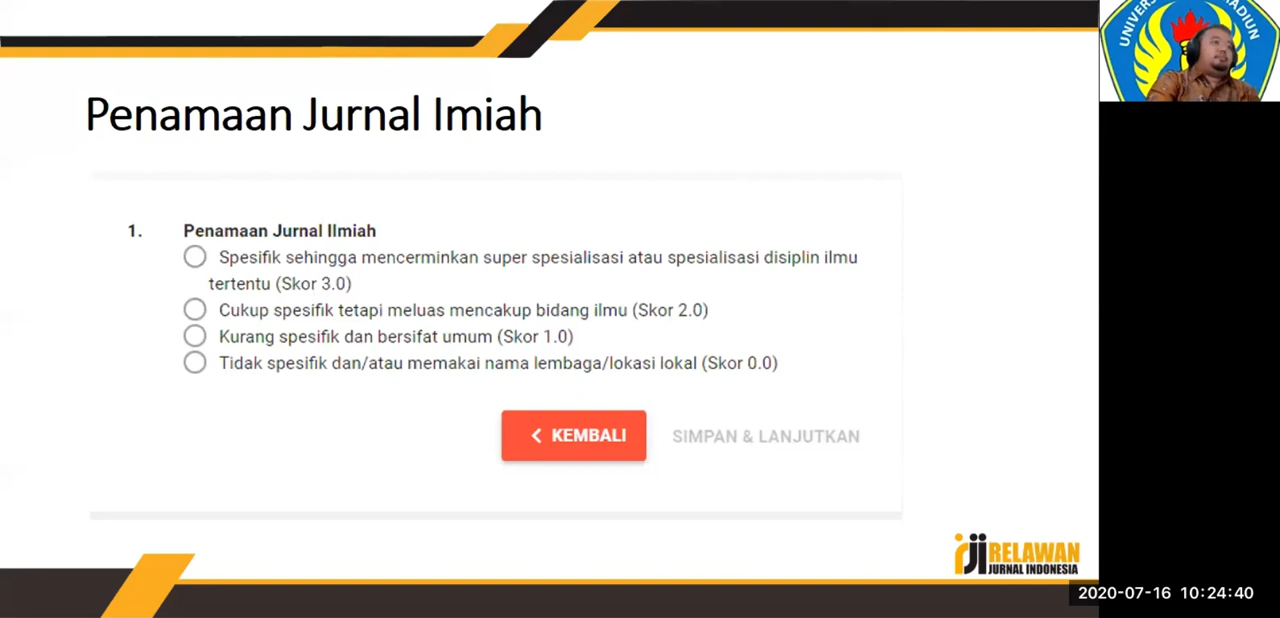 Penamaan Jurnal Imiah
1. Penamaan Jurnal Ilmiah
Spesifik sehingga mencerminkan super spesialisasi atau spesialisasi disiplin ilmu
tertentu (Skor 3.0)
Cukup spesifik tetapi meluas mencakup bidang ilmu (Skor 2.0)
Kurang spesifik dan bersifat umum (Skor 1.0)
Tidak spesifik dan/atau memakai nama lembaga/lokasi lokal (Skor 0.0)
< KEMBALI
SIMPAN & LANJUTKAN
rji RELAWAN
JURNAL INDONESIA
2020-07-16 10:24:40